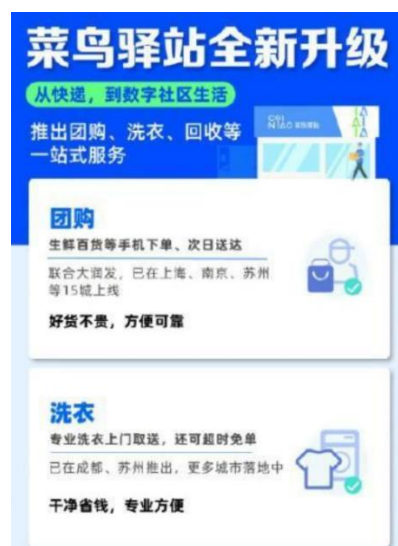 菜鸟驿站全新升级
从快递，到数字社区生活
推出团购、洗衣、回收等
一站式服务
团购
生鲜百货等手机下单、次日送达
联合大润发，已在上海、南京、苏州
等15城上线
好货不贵，方便可靠
洗衣
专业洗衣上门取送，还可超时免单
已在成都、苏州推出，更多城市落地中
干净省钱，专业方便